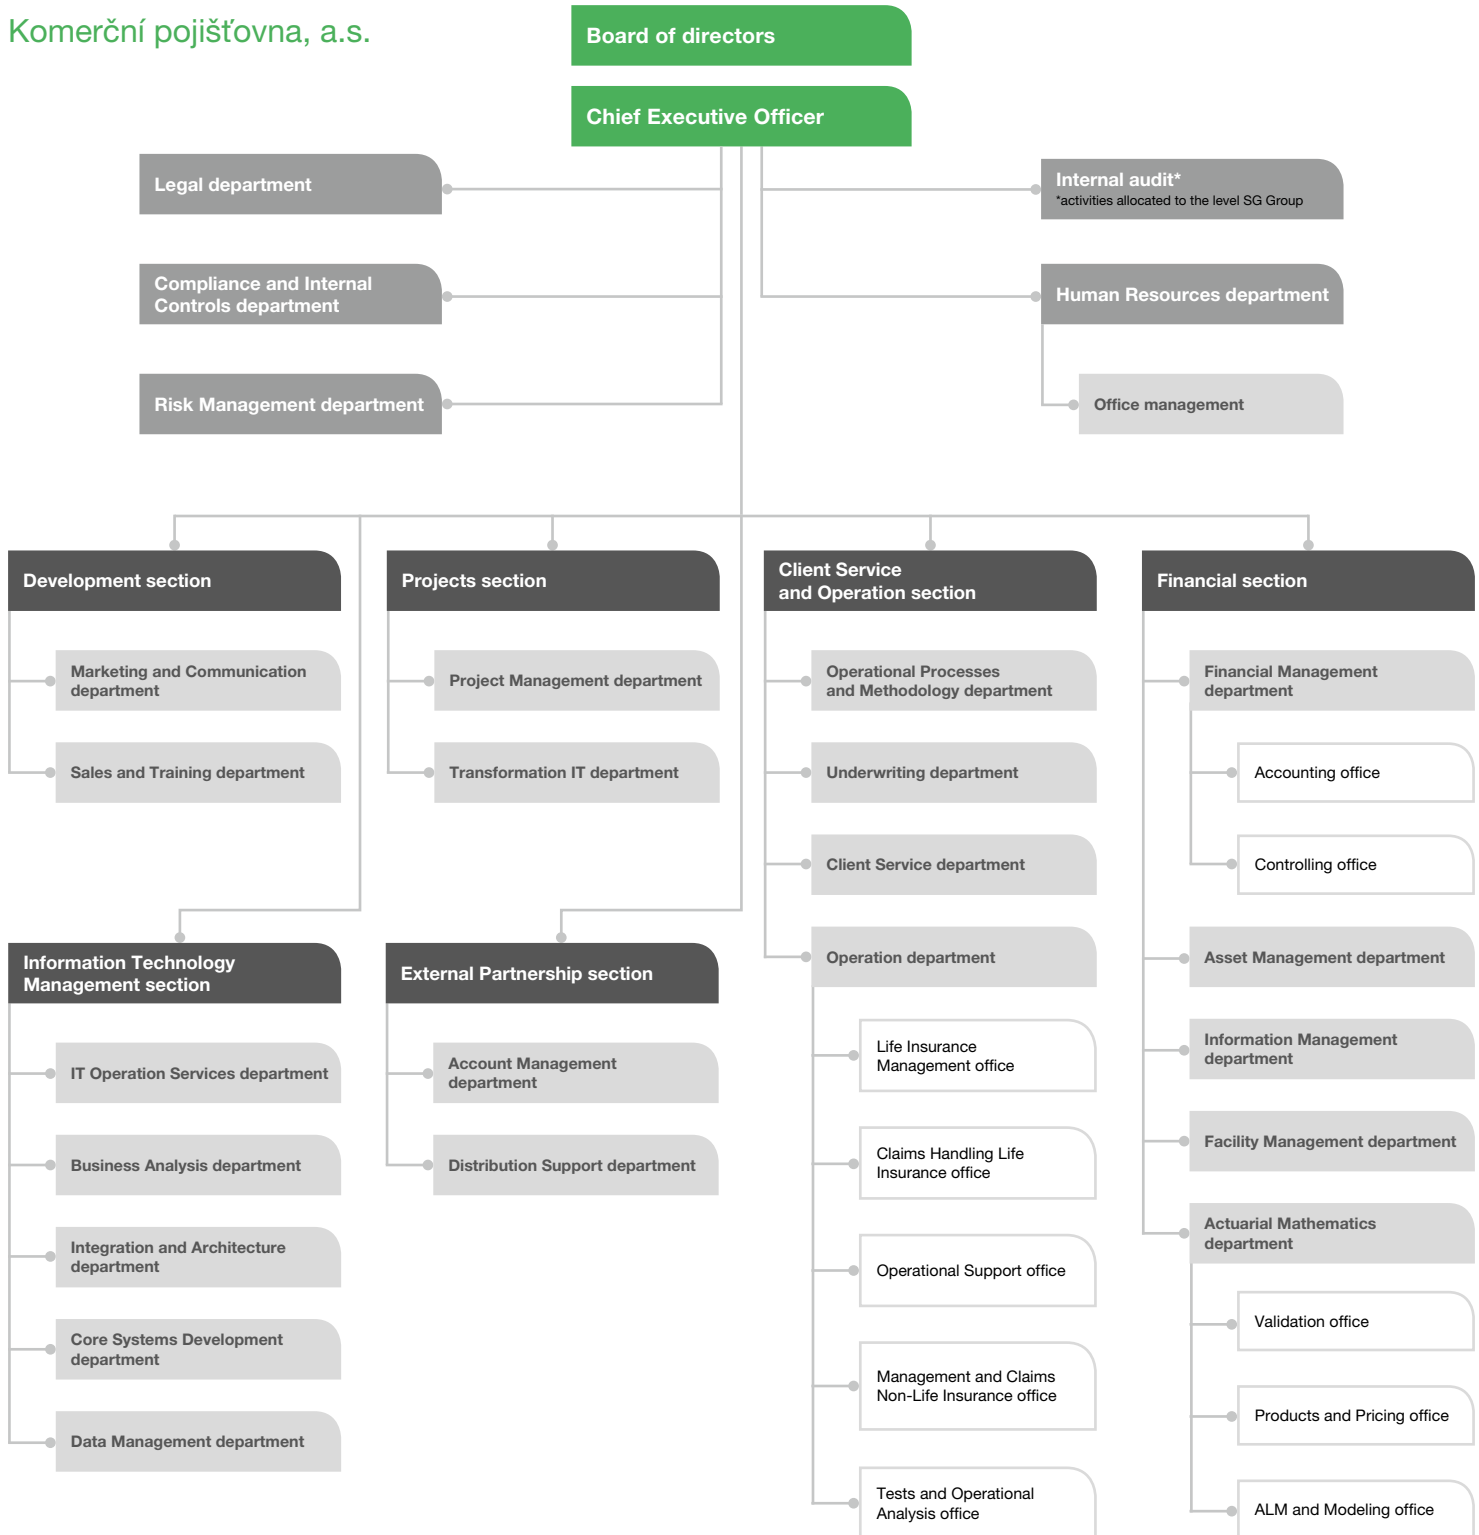 Komerční pojišťovna, a.s.
Board of directors
Chief Executive Officer
Legal department
Internal audit*
*activities allocated to the level SG Group
Compliance and Internal
Controls department
Human Resources department
Risk Management department
Office management
Development section
Marketing and Communication
department
Sales and Training department
Projects section
Project Management department
Transformation IT department
Client Service
and Operation section
Operational Processes
and Methodology department
Underwriting department
Client Service department
Operation department
Life Insurance
Management office
Claims Handling Life
Insurance office
Operational Support office
Management and Claims
Non-Life Insurance office
Tests and Operational
Analysis office
Financial section
Financial Management
department
Accounting office
Controlling office
Asset Management department
Information Management
department
Facility Management department
Actuarial Mathematics
department
Validation office
Products and Pricing office
ALM and Modeling office
Information Technology
Management section
IT Operation Services department
Business Analysis department
Integration and Architecture
department
Core Systems Development
department
Data Management department
External Partnership section
Account Management
department
Distribution Support department